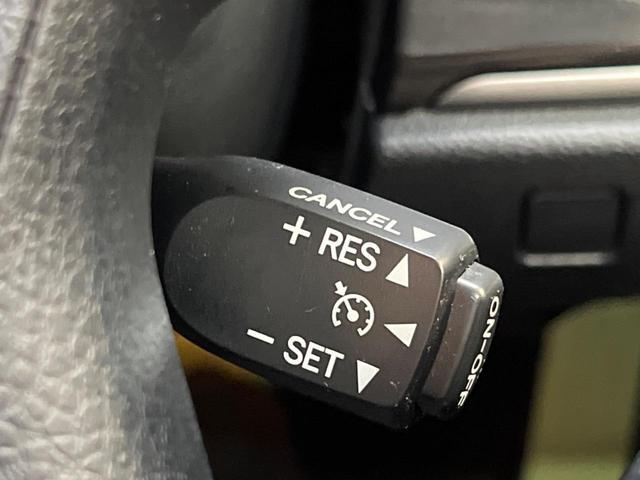 CANCEL ▼
+ RES ▲
◀
− SET ▼
ON-OFF